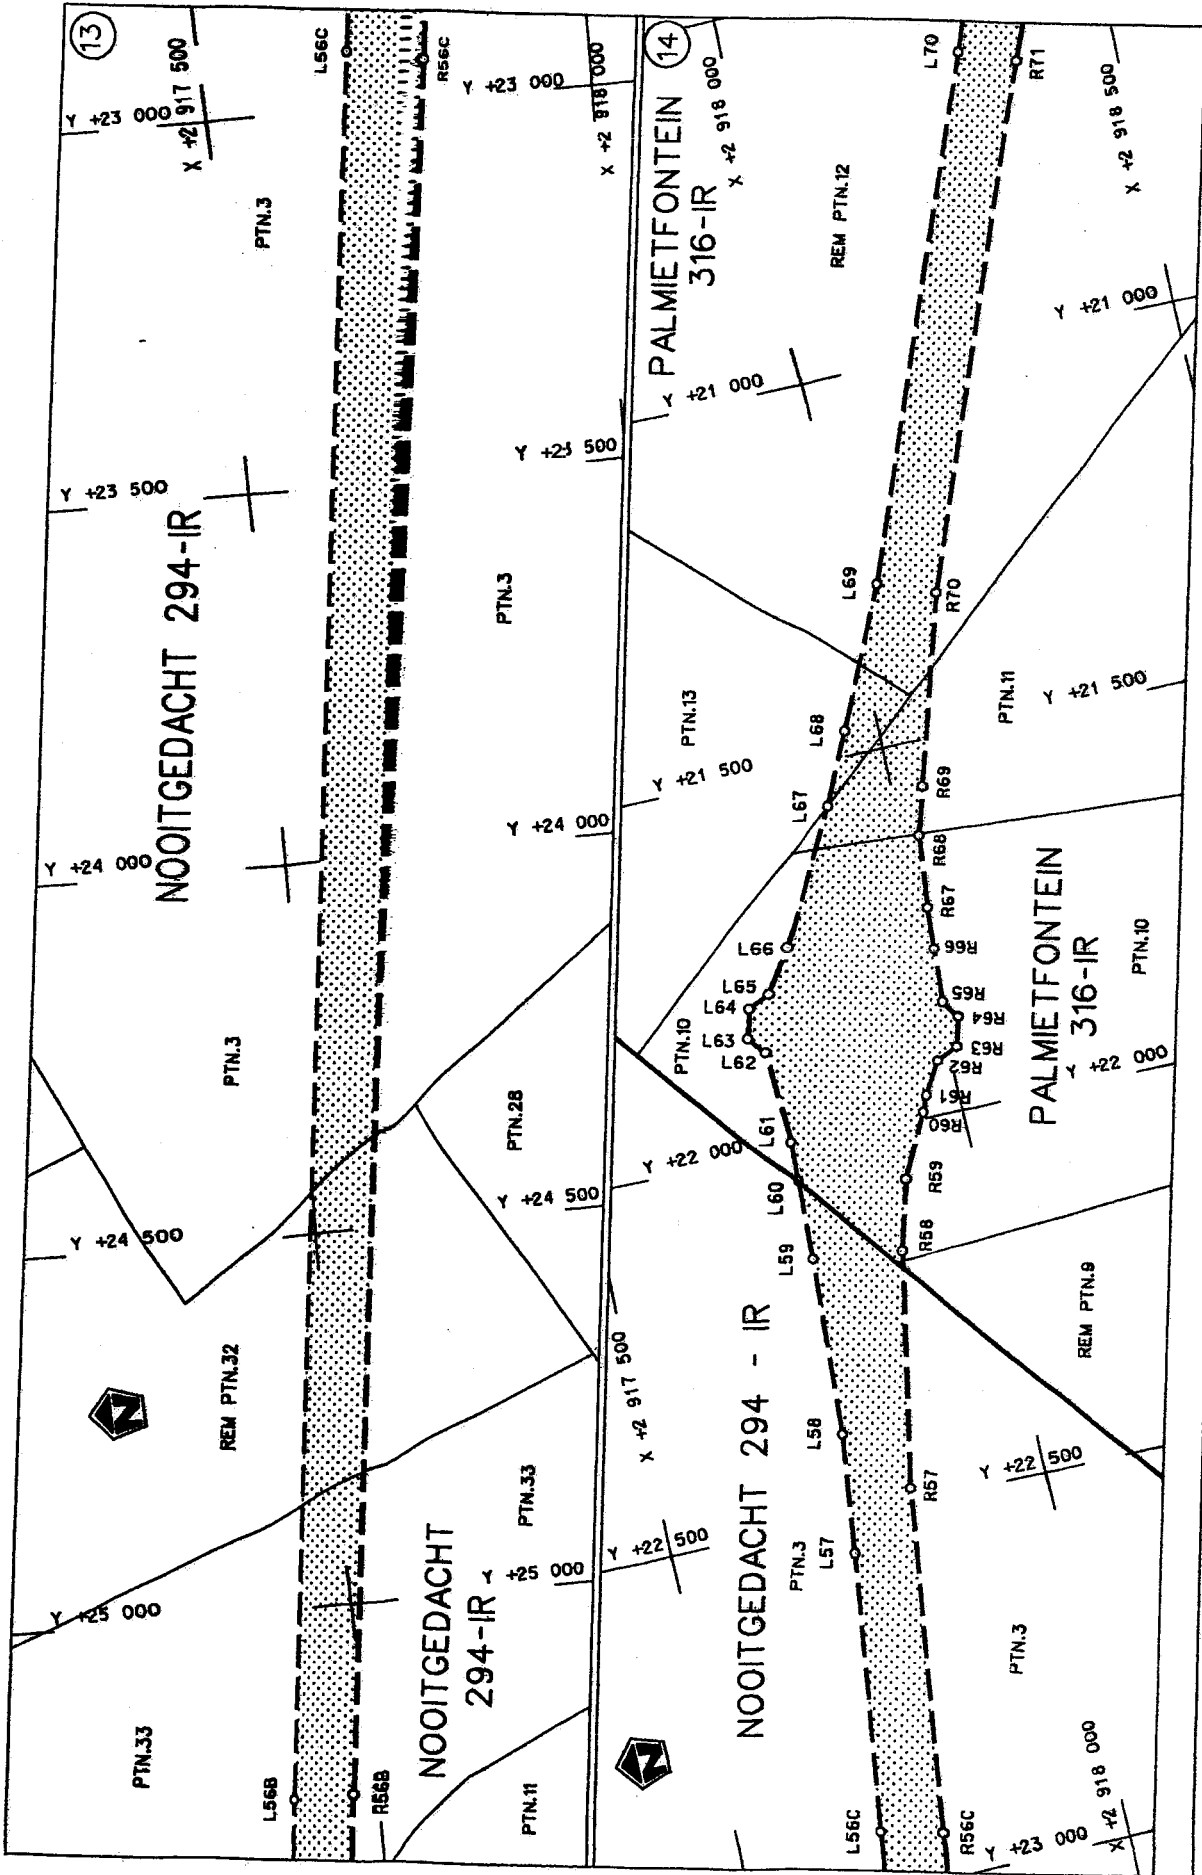 13
Y +23 000
X +2 917 500
L56C
R56C
Y +23 000
X +2 918 000
PTN.3
Y +23 500
NOOITGEDACHT 294-IR
PTN.3
Y +24 000
Y +24 000
PTN.3
PTN.28
Y +24 500
Y +24 500
REM PTN.32
N
PTN.33
Y +25 000
Y +25 000
NOOITGEDACHT
294-IR
PTN.33
L56B
R56B
PTN.11
14
PALMIETFONTEIN
316-IR
X +2 918 000
L70
R71
X +2 918 500
REM PTN.12
Y +21 000
Y +21 000
L69
R70
PTN.13
L68
PTN.11
Y +21 500
Y +21 500
L67
R69
R68
R67
L66
R66
L65
L64
L63
L62
PTN.10
R65
R64
R63
R62
R61
R60
PALMIETFONTEIN
316-IR
PTN.10
Y +22 000
Y +22 000
L61
L60
R59
R58
L59
REM PTN.9
X +2 917 500
NOOITGEDACHT 294 - IR
L58
R57
Y +22 500
Y +22 500
L57
PTN.3
PTN.3
N
L56C
R56C
Y +23 000
X +2 918 000